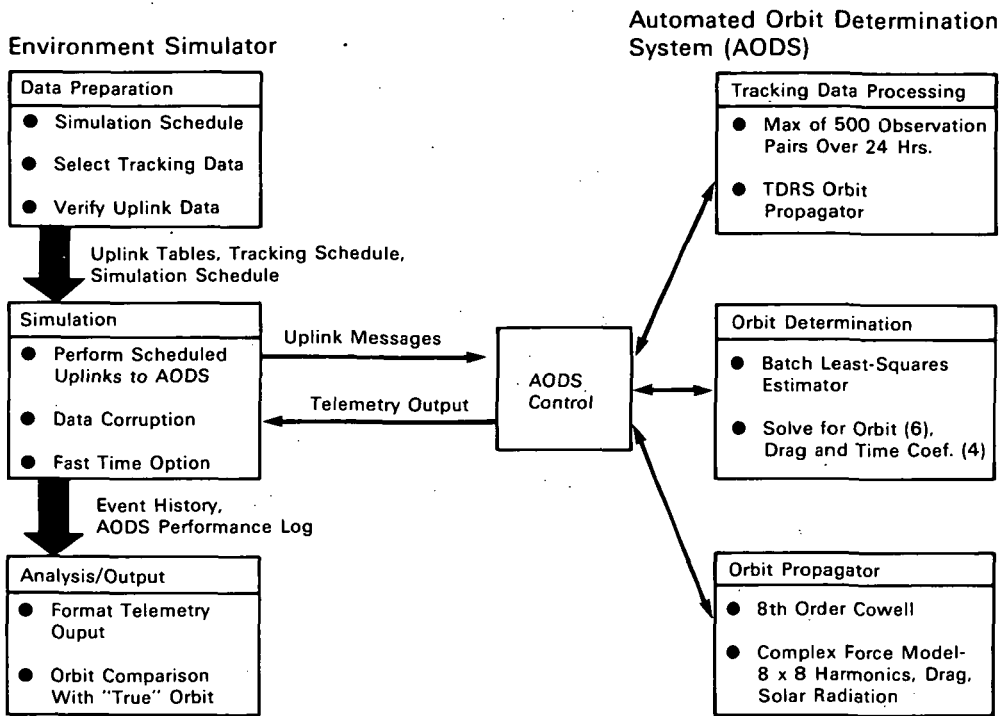 Environment Simulator
Data Preparation
● Simulation Schedule
● Select Tracking Data
● Verify Uplink Data
Uplink Tables, Tracking Schedule,
Simulation Schedule
Simulation
● Perform Scheduled
Uplinks to AODS
● Data Corruption
● Fast Time Option
Event History,
AODS Performance Log
Analysis/Output
● Format Telemetry
Ouput
● Orbit Comparison
With "True" Orbit
Uplink Messages
Telemetry Output
AODS
Control
Automated Orbit Determination
System (AODS)
Tracking Data Processing
● Max of 500 Observation
Pairs Over 24 Hrs.
● TDRS Orbit
Propagator
Orbit Determination
● Batch Least-Squares
Estimator
● Solve for Orbit (6),
Drag and Time Coef. (4)
Orbit Propagator
● 8th Order Cowell
● Complex Force Model-
8 x 8 Harmonics, Drag,
Solar Radiation